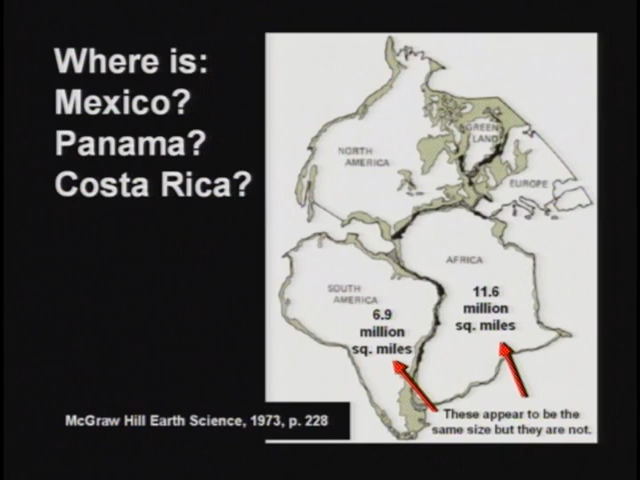 Where is:
Mexico?
Panama?
Costa Rica?
NORTH
AMERICA
GREEN
LAND
EUROPE
AFRICA
SOUTH
AMERICA
6.9
million
sq. miles
11.6
million
sq. miles
These appear to be the
same size but they are not.
McGraw Hill Earth Science, 1973, p. 228